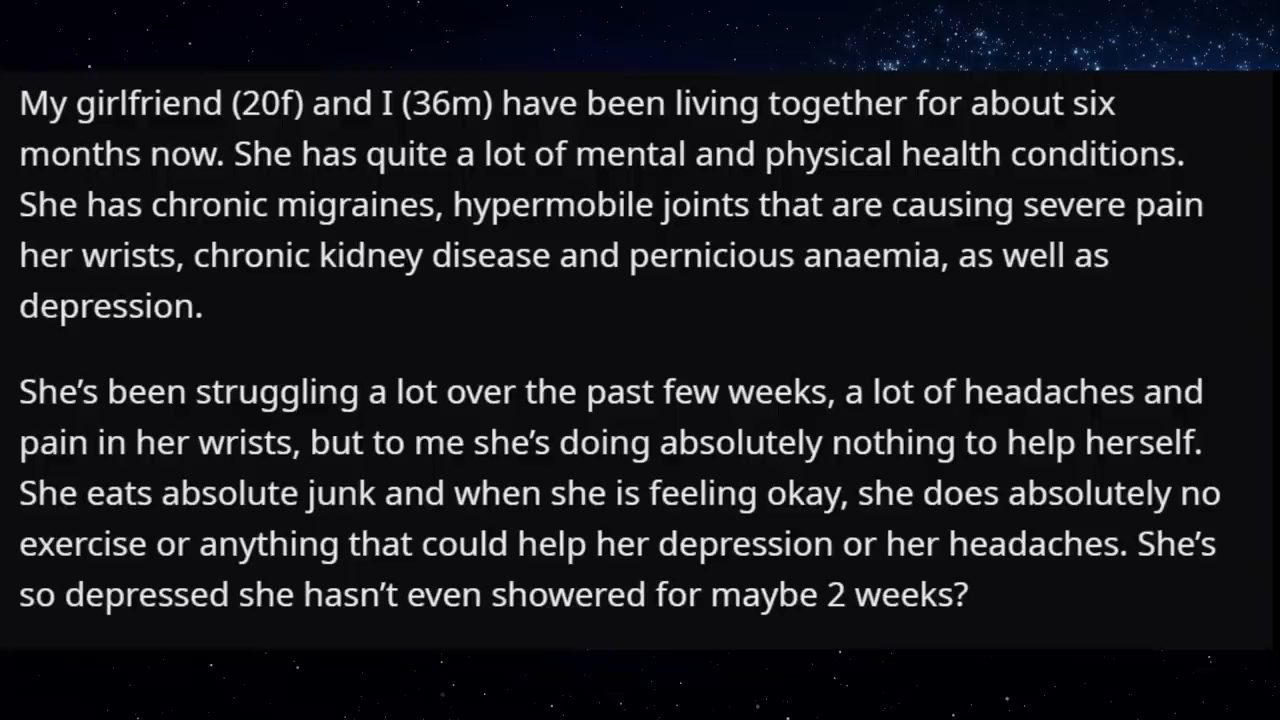 My girlfriend (20f) and I (36m) have been living together for about six
months now. She has quite a lot of mental and physical health conditions.
She has chronic migraines, hypermobile joints that are causing severe pain
her wrists, chronic kidney disease and pernicious anaemia, as well as
depression.
She’s been struggling a lot over the past few weeks, a lot of headaches and
pain in her wrists, but to me she’s doing absolutely nothing to help herself.
She eats absolute junk and when she is feeling okay, she does absolutely no
exercise or anything that could help her depression or her headaches. She’s
so depressed she hasn’t even showered for maybe 2 weeks?